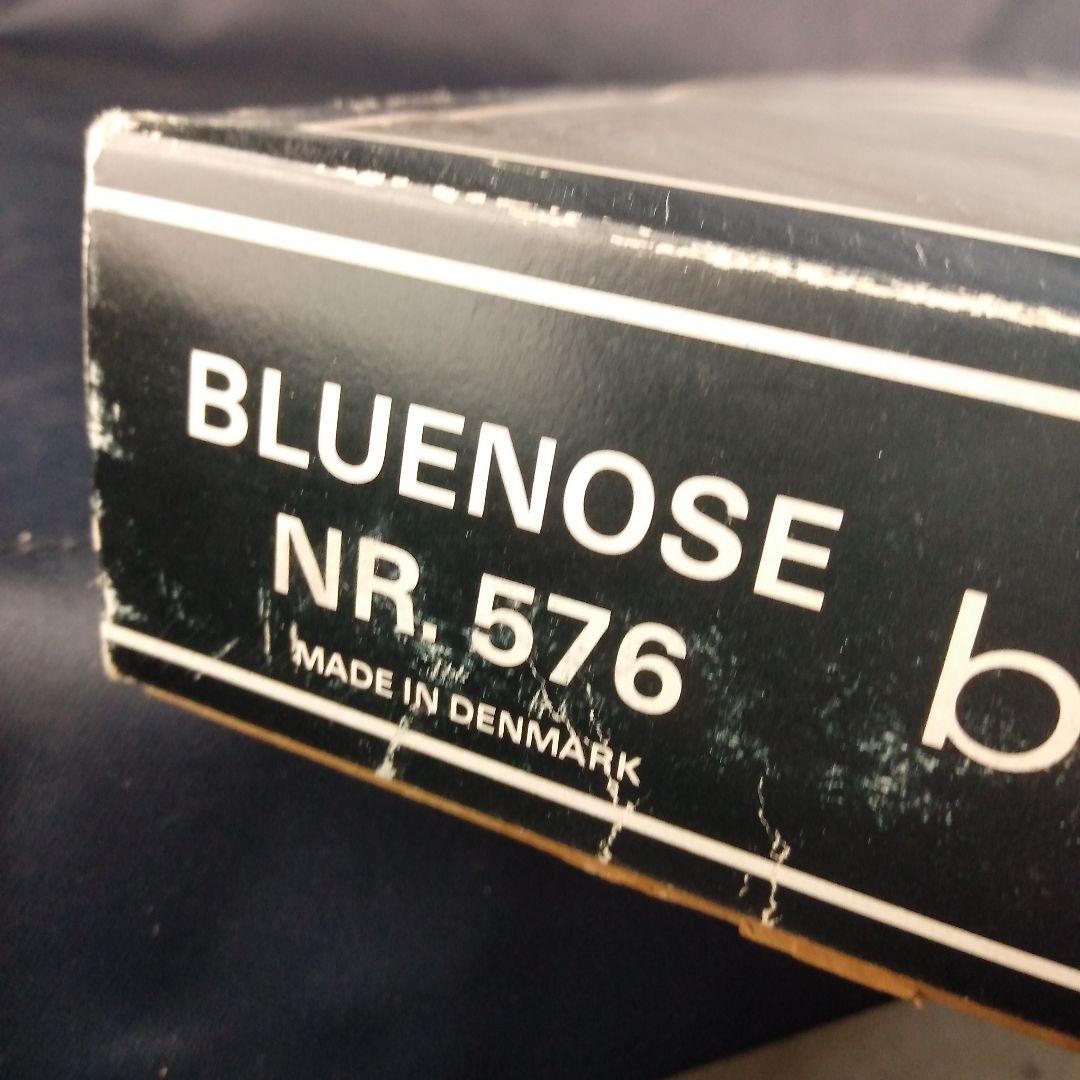 BLUENOSE
NR. 576
MADE IN DENMARK
b